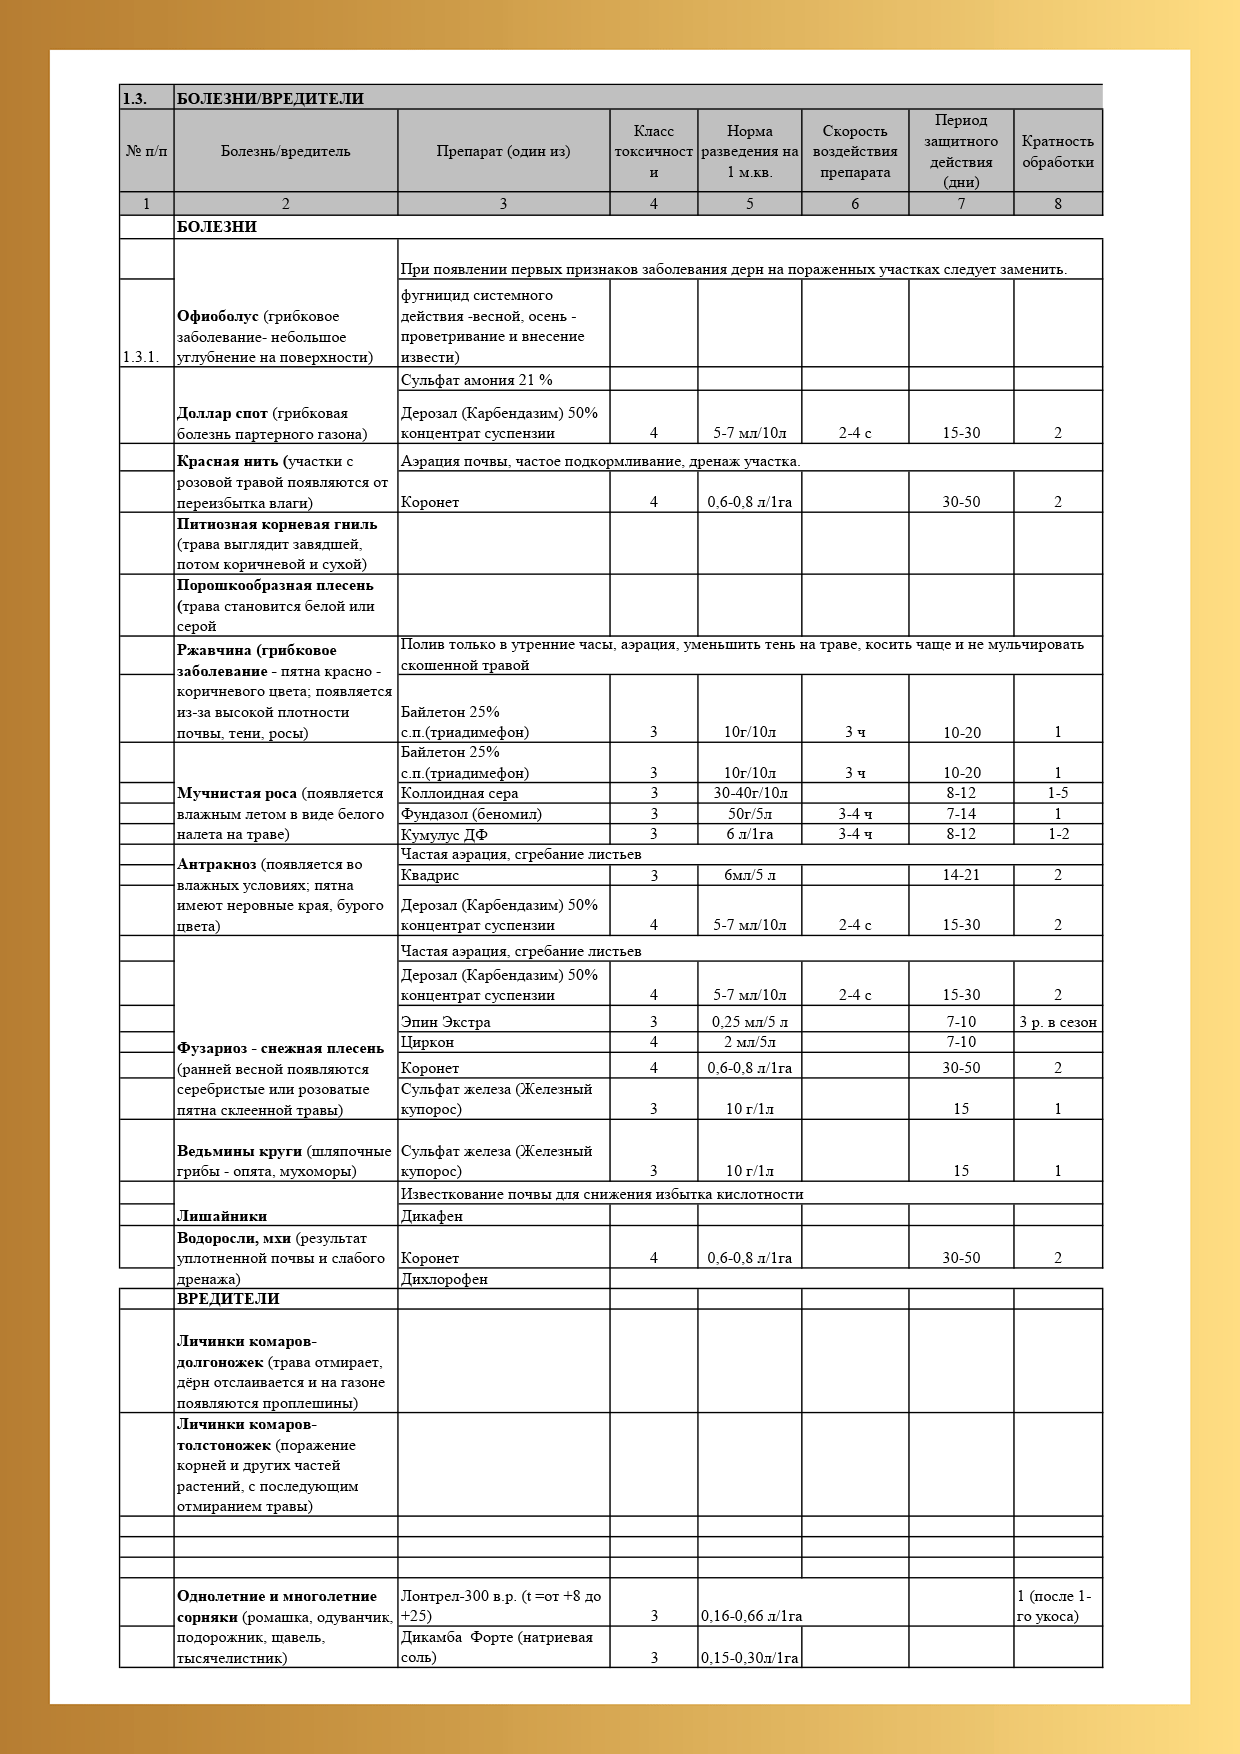 1.3. БОЛЕЗНИ/ВРЕДИТЕЛИ
№ п/п
Болезнь/вредитель
Препарат (один из)
Класс
токсичност
и
Норма
разведения на
1 м.кв.
Скорость
воздействия
препарата
Период
защитного
действия
(дни)
Кратность
обработки
1 2 3 4 5 6 7 8
БОЛЕЗНИ
При появлении первых признаков заболевания дерн на пораженных участках следует заменить.
1.3.1.
Офиоболус (грибковое
заболевание- небольшое
углубнение на поверхности)
фугницид системного
действия -весной, осень -
проветривание и внесение
извести)
Сульфат амония 21 %
Доллар спот (грибковая
болезнь партерного газона)
Дерозал (Карбендазим) 50%
концентрат суспензии 4 5-7 мл/10л 2-4 с 15-30 2
Красная нить (участки с
розовой травой появляются от
переизбытка влаги)
Аэрация почвы, частое подкормливание, дренаж участка.
Коронет 4 0,6-0,8 л/1га 30-50 2
Питиозная корневая гниль
(трава выглядит завядшей,
потом коричневой и сухой)
Порошкообразная плесень
(трава становится белой или
серой
Ржавчина (грибковое
заболевание - пятна красно -
коричневого цвета; появляется
из-за высокой плотности
почвы, тени, росы)
Полив только в утренние часы, аэрация, уменьшить тень на траве, косить чаще и не мульчировать
скошенной травой
Байлетон 25%
с.п.(триадимефон) 3 10г/10л 3 ч 10-20 1
Мучнистая роса (появляется
влажным летом в виде белого
налета на траве)
Байлетон 25%
с.п.(триадимефон) 3 10г/10л 3 ч 10-20 1
Коллоидная сера 3 30-40г/10л 8-12 1-5
Фундазол (беномил) 3 50г/5л 3-4 ч 7-14 1
Кумулус ДФ 3 6 л/1га 3-4 ч 8-12 1-2
Антракноз (появляется во
влажных условиях; пятна
имеют неровные края, бурого
цвета)
Частая аэрация, сгребание листьев
Квадрис 3 6мл/5 л 14-21 2
Дерозал (Карбендазим) 50%
концентрат суспензии 4 5-7 мл/10л 2-4 с 15-30 2
Фузариоз - снежная плесень
(ранней весной появляются
серебристые или розоватые
пятна склеенной травы)
Частая аэрация, сгребание листьев
Дерозал (Карбендазим) 50%
концентрат суспензии 4 5-7 мл/10л 2-4 с 15-30 2
Эпин Экстра 3 0,25 мл/5 л 7-10 3 р. в сезон
Циркон 4 2 мл/5л 7-10
Коронет 4 0,6-0,8 л/1га 30-50 2
Сульфат железа (Железный
купорос) 3 10 г/1л 15 1
Ведьмины круги (шляпочные
грибы - опята, мухоморы)
Сульфат железа (Железный
купорос) 3 10 г/1л 15 1
Известкование почвы для снижения избытка кислотности
Лишайники Дикафен
Водоросли, мхи (результат
уплотненной почвы и слабого
дренажа)
Коронет 4 0,6-0,8 л/1га 30-50 2
Дихлорофен
ВРЕДИТЕЛИ
Личинки комаров-
долгоножек (трава отмирает,
дёрн отслаивается и на газоне
появляются проплешины)
Личинки комаров-
толстоножек (поражение
корней и других частей
растений, с последующим
отмиранием травы)
Однолетние и многолетние
сорняки (ромашка, одуванчик,
подорожник, щавель,
тысячелистник)
Лонтрел-300 в.р. (t =от +8 до
+25) 3 0,16-0,66 л/1га
1 (после 1-
го укоса)
Дикамба Форте (натриевая
соль) 3 0,15-0,30л/1га